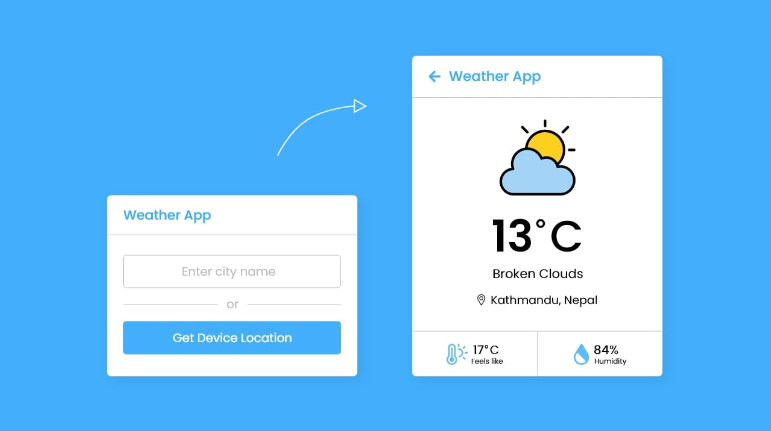 Weather App
Enter city name
or
Get Device Location
Weather App
13°C
Broken Clouds
Kathmandu, Nepal
17°C
Feels like
84%
Humidity